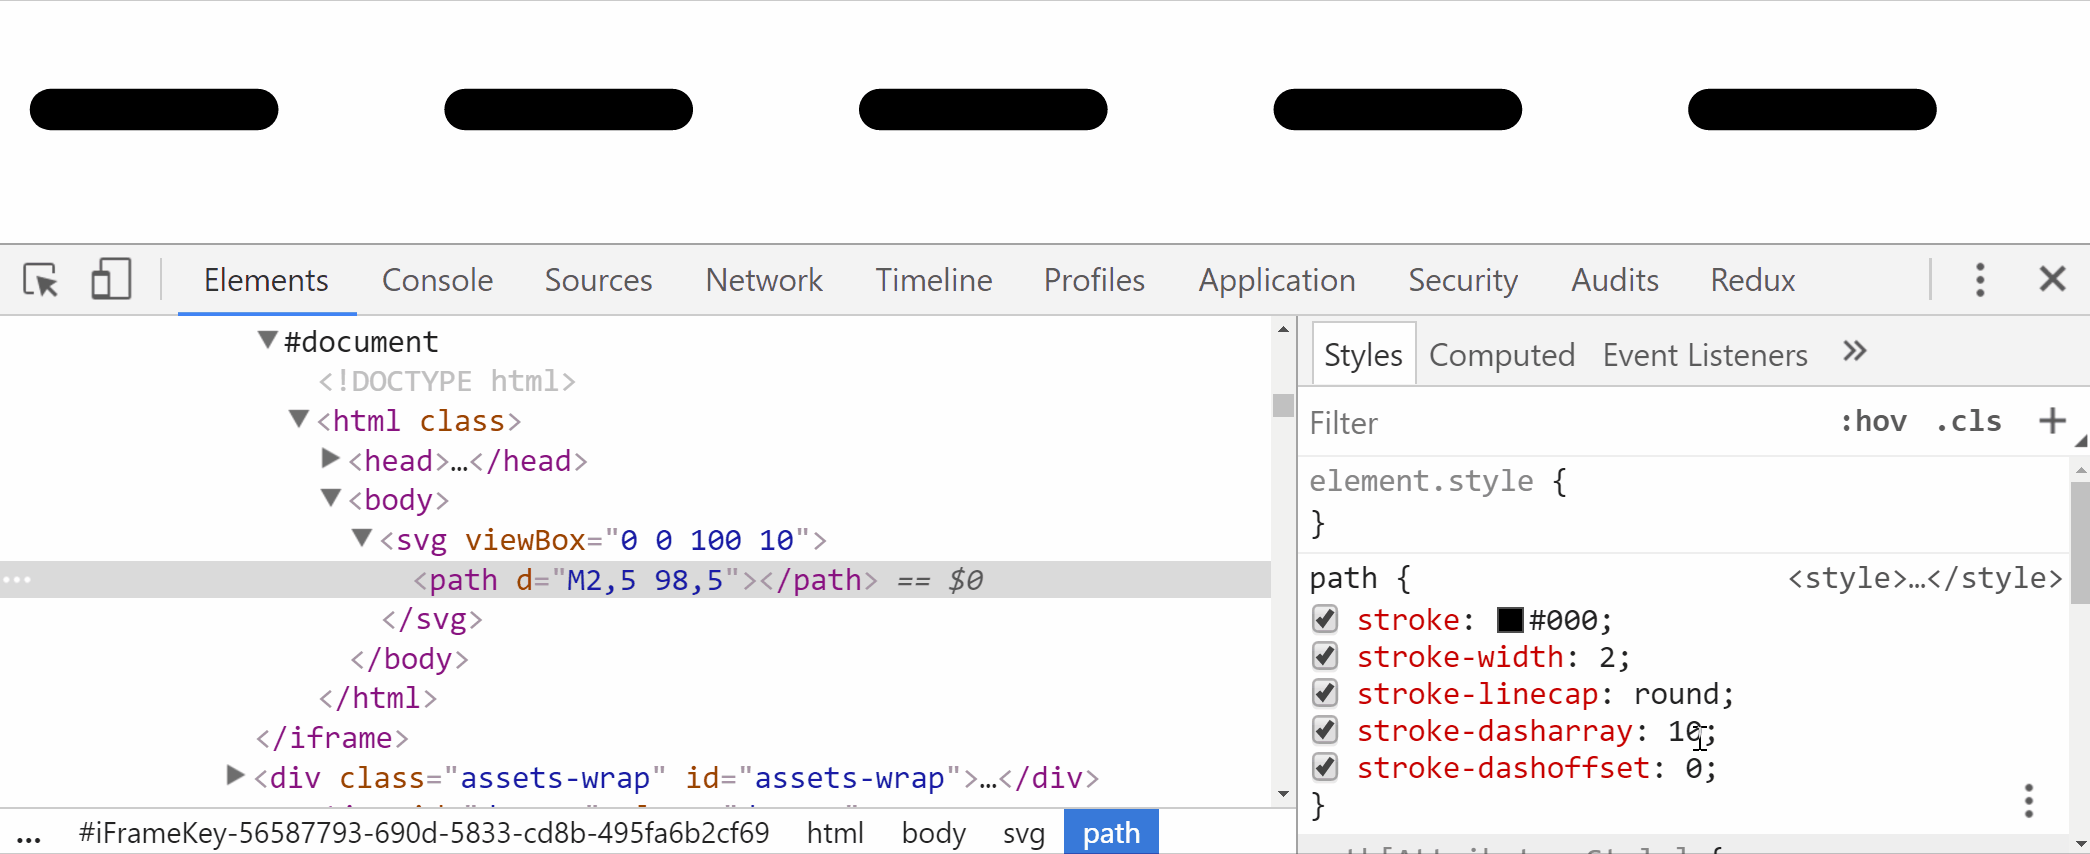 Elements Console Sources Network Timeline Profiles Application Security Audits Redux
#document
<!DOCTYPE html>
<html class>
<head>…</head>
<body>
<svg viewBox="0 0 100 10">
<path d="M2,5 98,5"></path> == $0
</svg>
</body>
</html>
</iframe>
<div class="assets-wrap" id="assets-wrap">…</div>
... #iFrameKey-56587793-690d-5833-cd8b-495fa6b2cf69 html body svg path
Styles Computed Event Listeners »
Filter :hov .cls +
element.style {
}
path { <style>…</style>
stroke: #000;
stroke-width: 2;
stroke-linecap: round;
stroke-dasharray: 10;
stroke-dashoffset: 0;
}